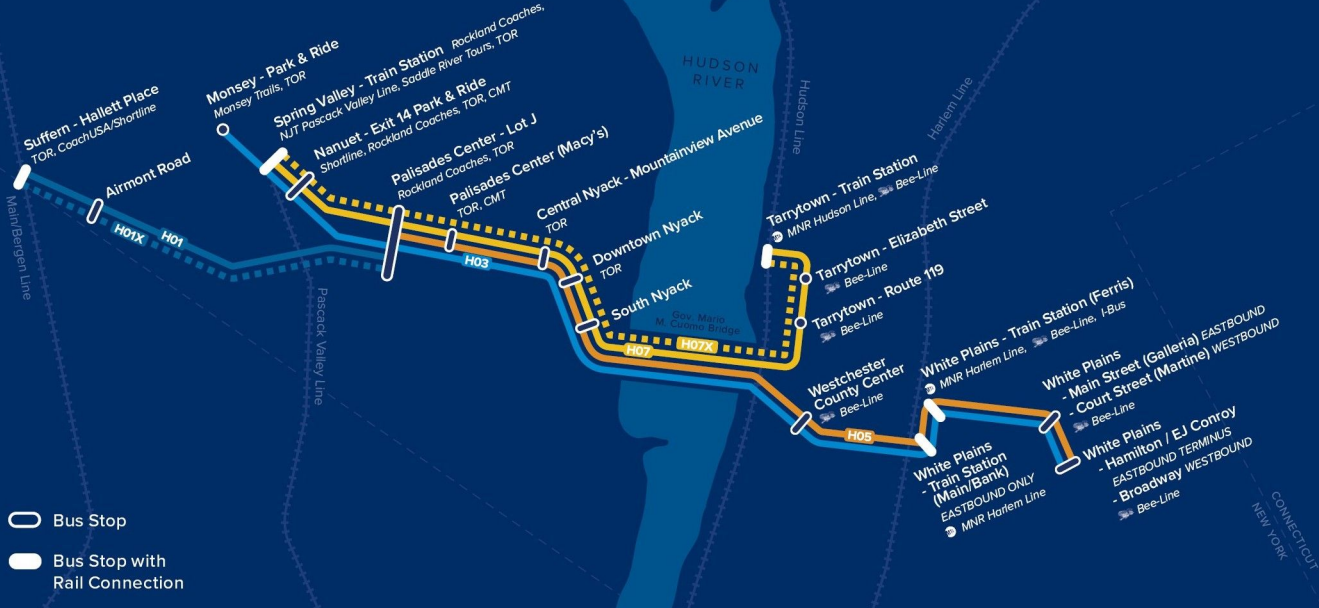 Suffern - Hallett Place
TOR, CoachUSA/Shortline
Airmont Road
Monsey - Park & Ride
Monsey Trails, TOR
Spring Valley - Train Station Rockland Coaches,
NJT Pascack Valley Line, Saddle River Tours, TOR
Nanuet - Exit 14 Park & Ride
Shortline, Rockland Coaches, TOR, CMT
Palisades Center - Lot J
Rockland Coaches, TOR
Palisades Center (Macy's)
TOR, CMT
Central Nyack - Mountainview Avenue
TOR
Downtown Nyack
TOR
South Nyack
HUDSON
RIVER
Hudson Line
Harlem Line
Main/Bergen Line
Pascack Valley Line
H01X
H01
H03
H07
H07X
H05
Gov. Mario
M. Cuomo Bridge
Tarrytown - Train Station
MNR Hudson Line, Bee-Line
Tarrytown - Elizabeth Street
Bee-Line
Tarrytown - Route 119
Bee-Line
Westchester
County Center
Bee-Line
White Plains - Train Station (Ferris)
MNR Harlem Line, Bee-Line, I-Bus
White Plains
- Train Station
(Main/Bank)
EASTBOUND ONLY
MNR Harlem Line
White Plains
- Main Street (Galleria) EASTBOUND
- Court Street (Martine) WESTBOUND
Bee-Line
White Plains
- Hamilton / EJ Conroy
EASTBOUND TERMINUS
- Broadway WESTBOUND
Bee-Line
CONNECTICUT
NEW YORK
Bus Stop
Bus Stop with
Rail Connection